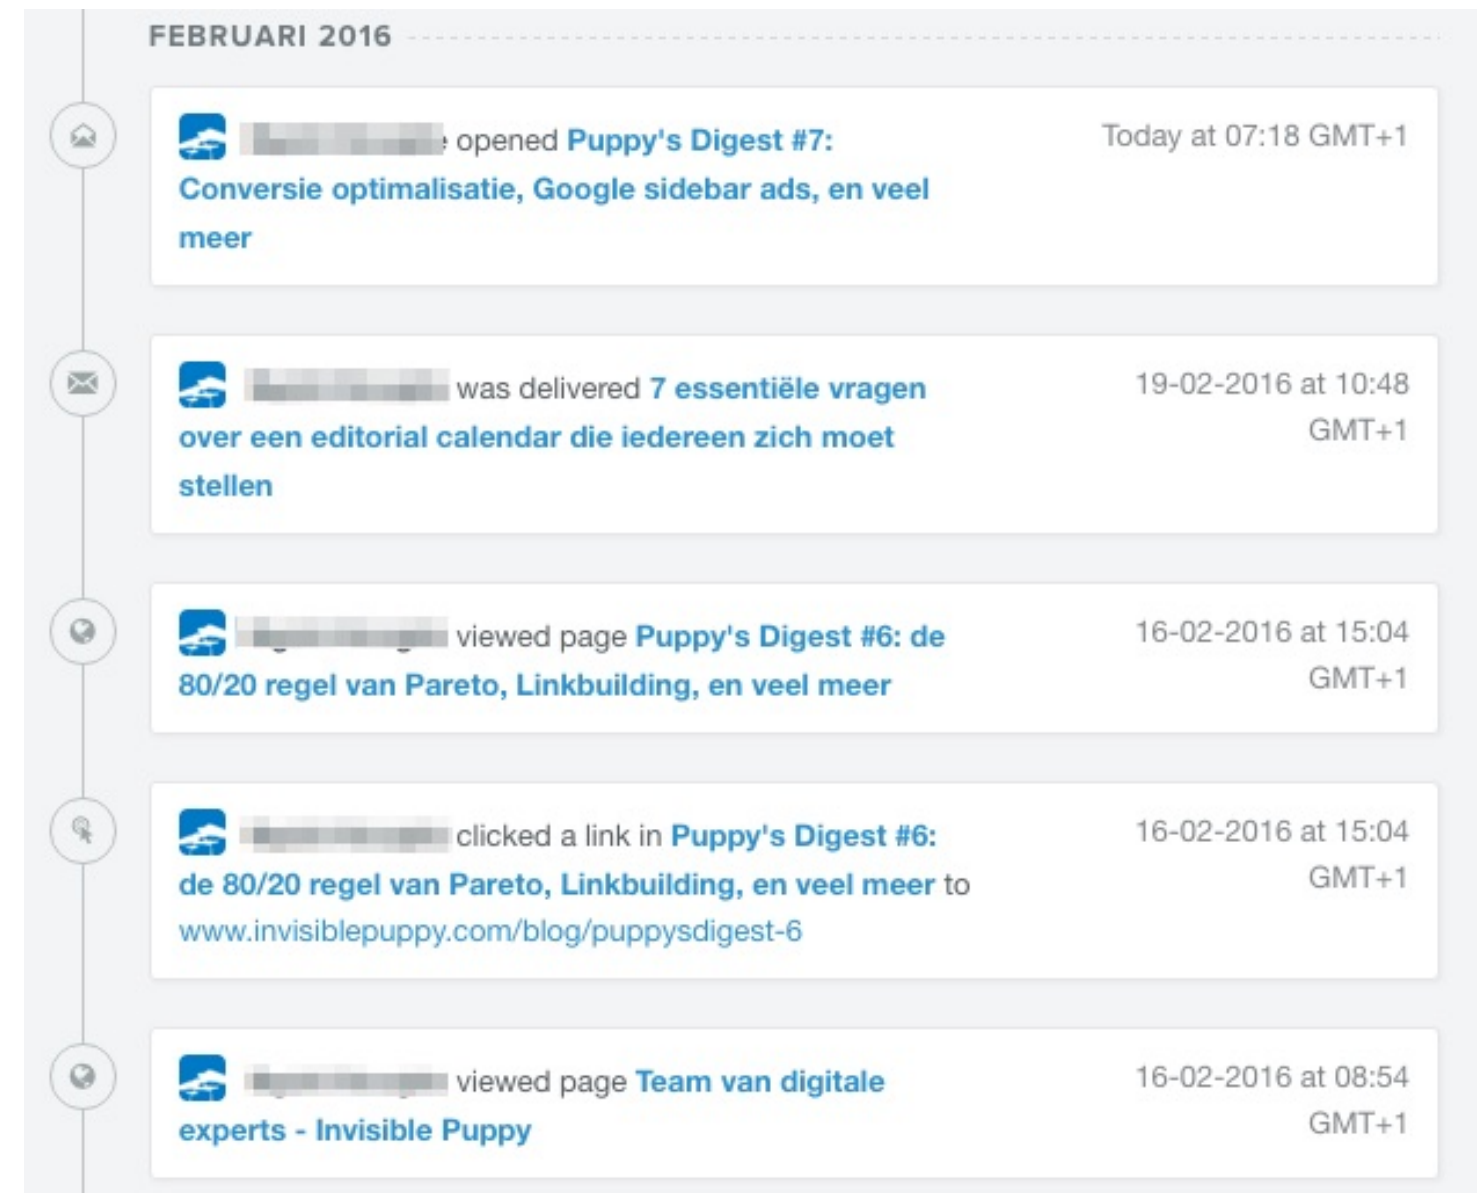 FEBRUARI 2016
opened Puppy's Digest #7:
Conversie optimalisatie, Google sidebar ads, en veel
meer
Today at 07:18 GMT+1
was delivered 7 essentiële vragen
over een editorial calendar die iedereen zich moet
stellen
19-02-2016 at 10:48
GMT+1
viewed page Puppy's Digest #6: de
80/20 regel van Pareto, Linkbuilding, en veel meer
16-02-2016 at 15:04
GMT+1
clicked a link in Puppy's Digest #6:
de 80/20 regel van Pareto, Linkbuilding, en veel meer to
www.invisiblepuppy.com/blog/puppysdigest-6
16-02-2016 at 15:04
GMT+1
viewed page Team van digitale
experts - Invisible Puppy
16-02-2016 at 08:54
GMT+1